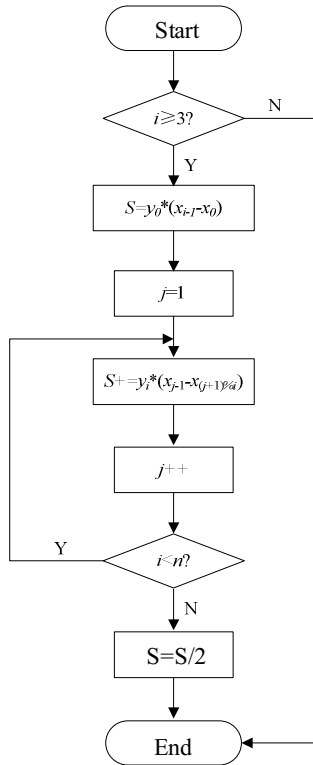 Start
i≥3?
N
Y
S=y₀*(xᵢ₋₁-x₀)
j=1
S+=yᵢ*(xⱼ₋₁-x₍ⱼ₊₁₎%ᵢ)
j++
Y
i<n?
N
S=S/2
End